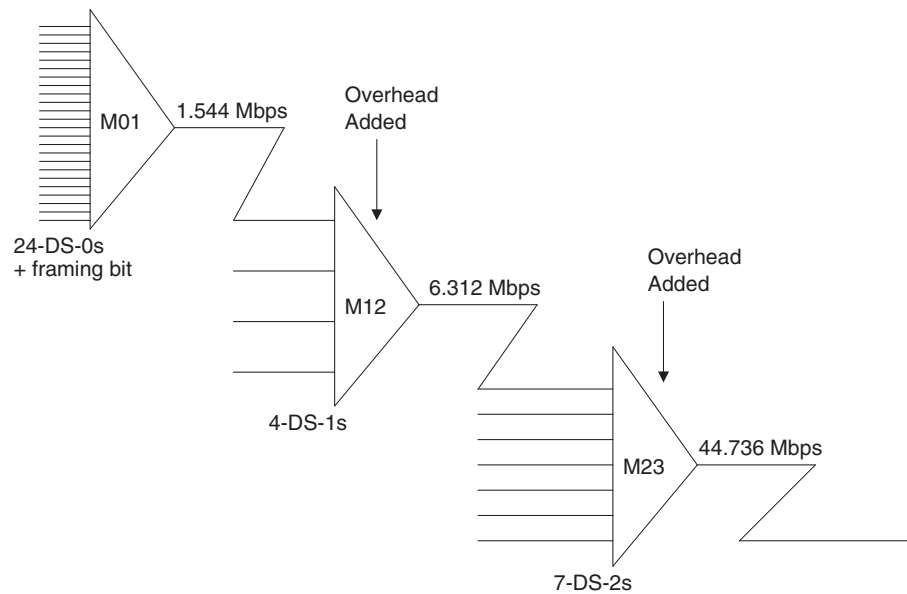 M01
1.544 Mbps
24-DS-0s
+ framing bit
Overhead
Added
M12
6.312 Mbps
4-DS-1s
Overhead
Added
M23
44.736 Mbps
7-DS-2s